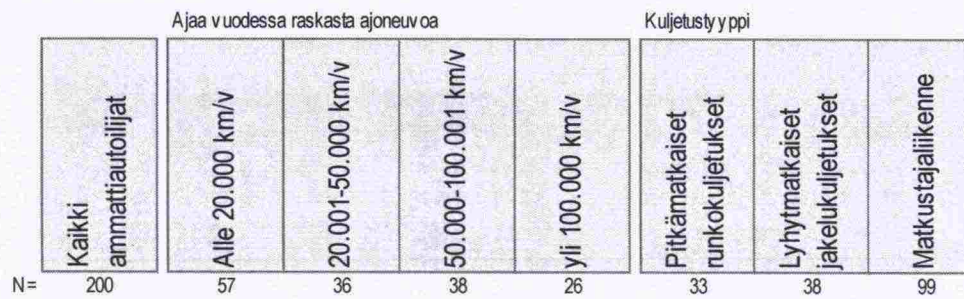 Ajaa vuodessa raskasta ajoneuvoa
Kuljetustyyppi
Kaikki
ammattiautoilijat
Alle 20.000 km/v
20.001-50.000 km/v
50.000-100.001 km/v
yli 100.000 km/v
Pitkämatkaiset
runkokuljetukset
Lyhytmatkaiset
jakelukuljetukset
Matkustajaliikenne
N= 200 57 36 38 26 33 38 99